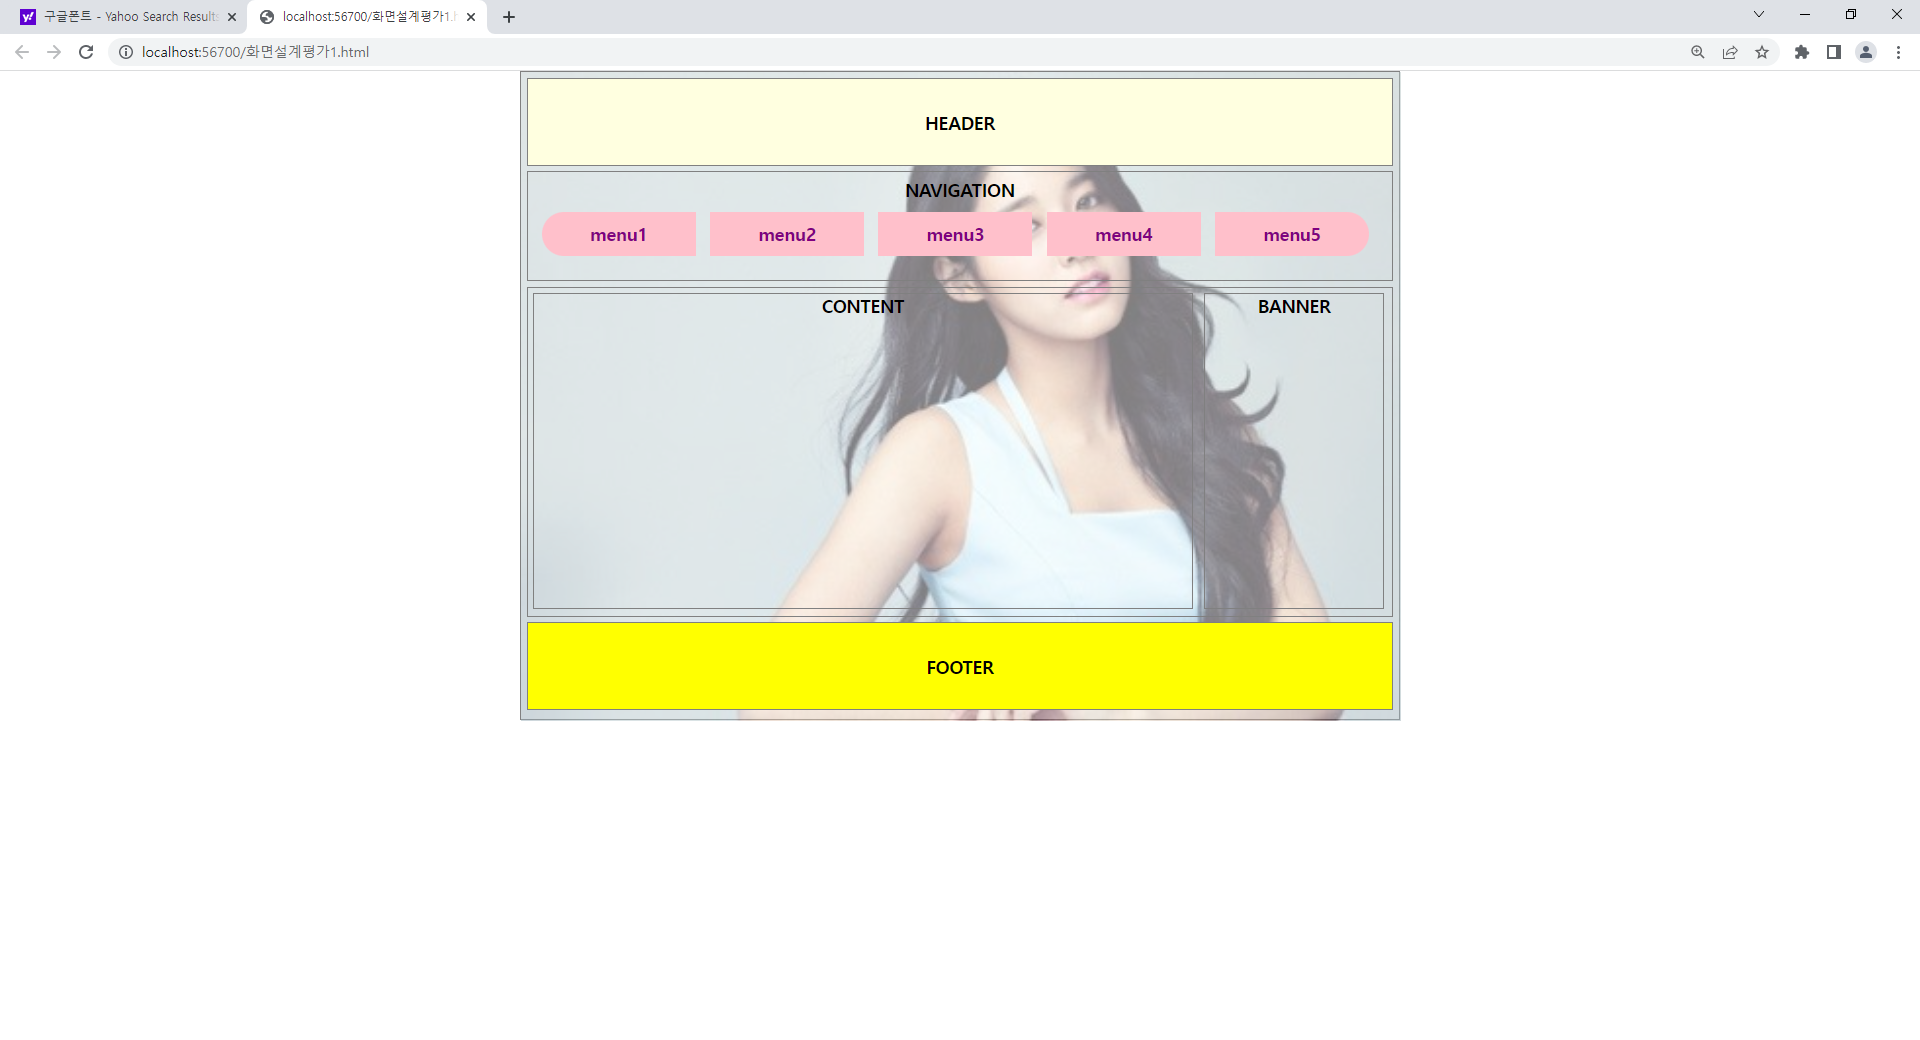 구글폰트 - Yahoo Search Results
localhost:56700/화면설계평가1.h
localhost:56700/화면설계평가1.html
HEADER
NAVIGATION
menu1 menu2 menu3 menu4 menu5
CONTENT BANNER
FOOTER